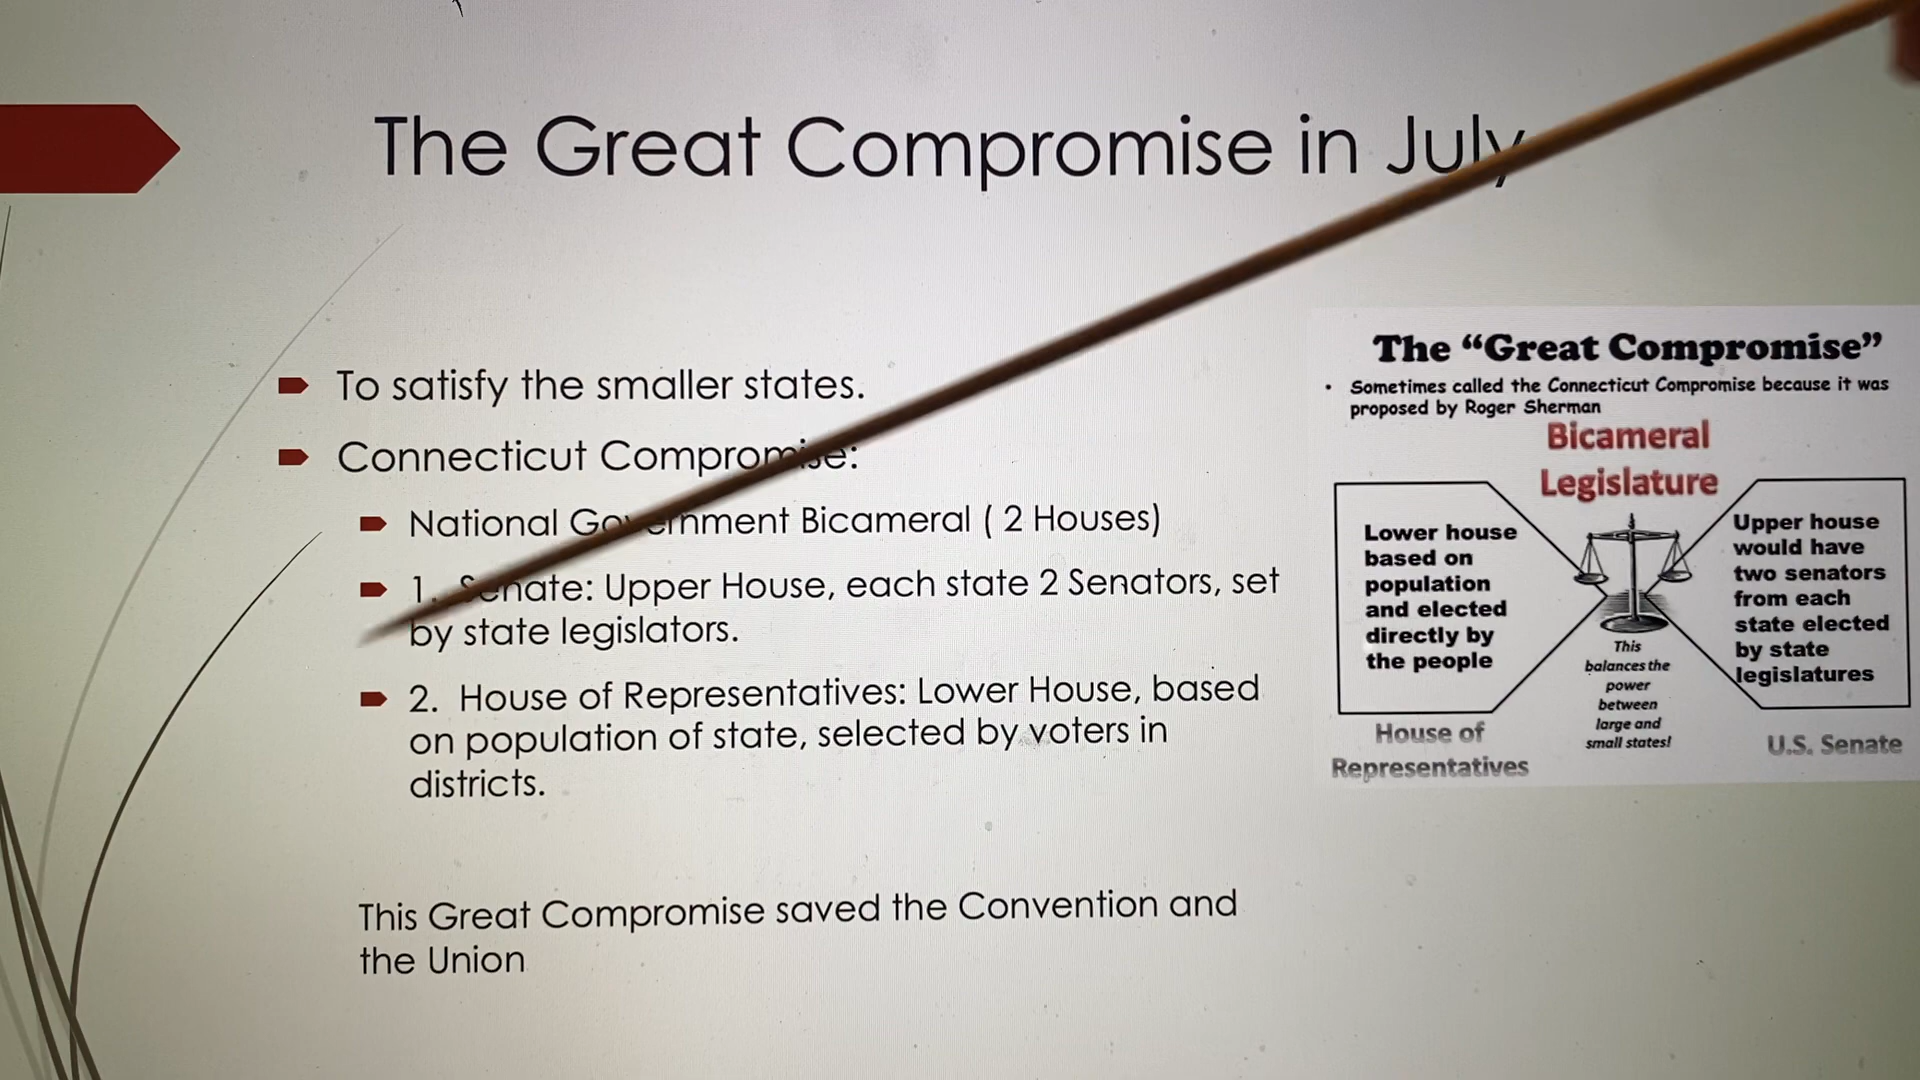 The Great Compromise in July
To satisfy the smaller states.
Connecticut Compromise:
National Government Bicameral ( 2 Houses)
1. Senate: Upper House, each state 2 Senators, set
by state legislators.
2. House of Representatives: Lower House, based
on population of state, selected by voters in
districts.
This Great Compromise saved the Convention and
the Union
The “Great Compromise”
• Sometimes called the Connecticut Compromise because it was
proposed by Roger Sherman
Bicameral
Legislature
Lower house
based on
population
and elected
directly by
the people
House of
Representatives
This
balances the
power
between
large and
small states!
Upper house
would have
two senators
from each
state elected
by state
legislatures
U.S. Senate